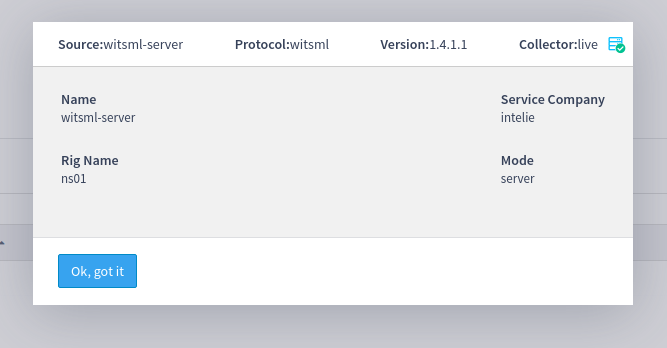 Source:witsml-server Protocol:witsml Version:1.4.1.1 Collector:live
Name Service Company
witsml-server intelie
Rig Name Mode
ns01 server
Ok, got it